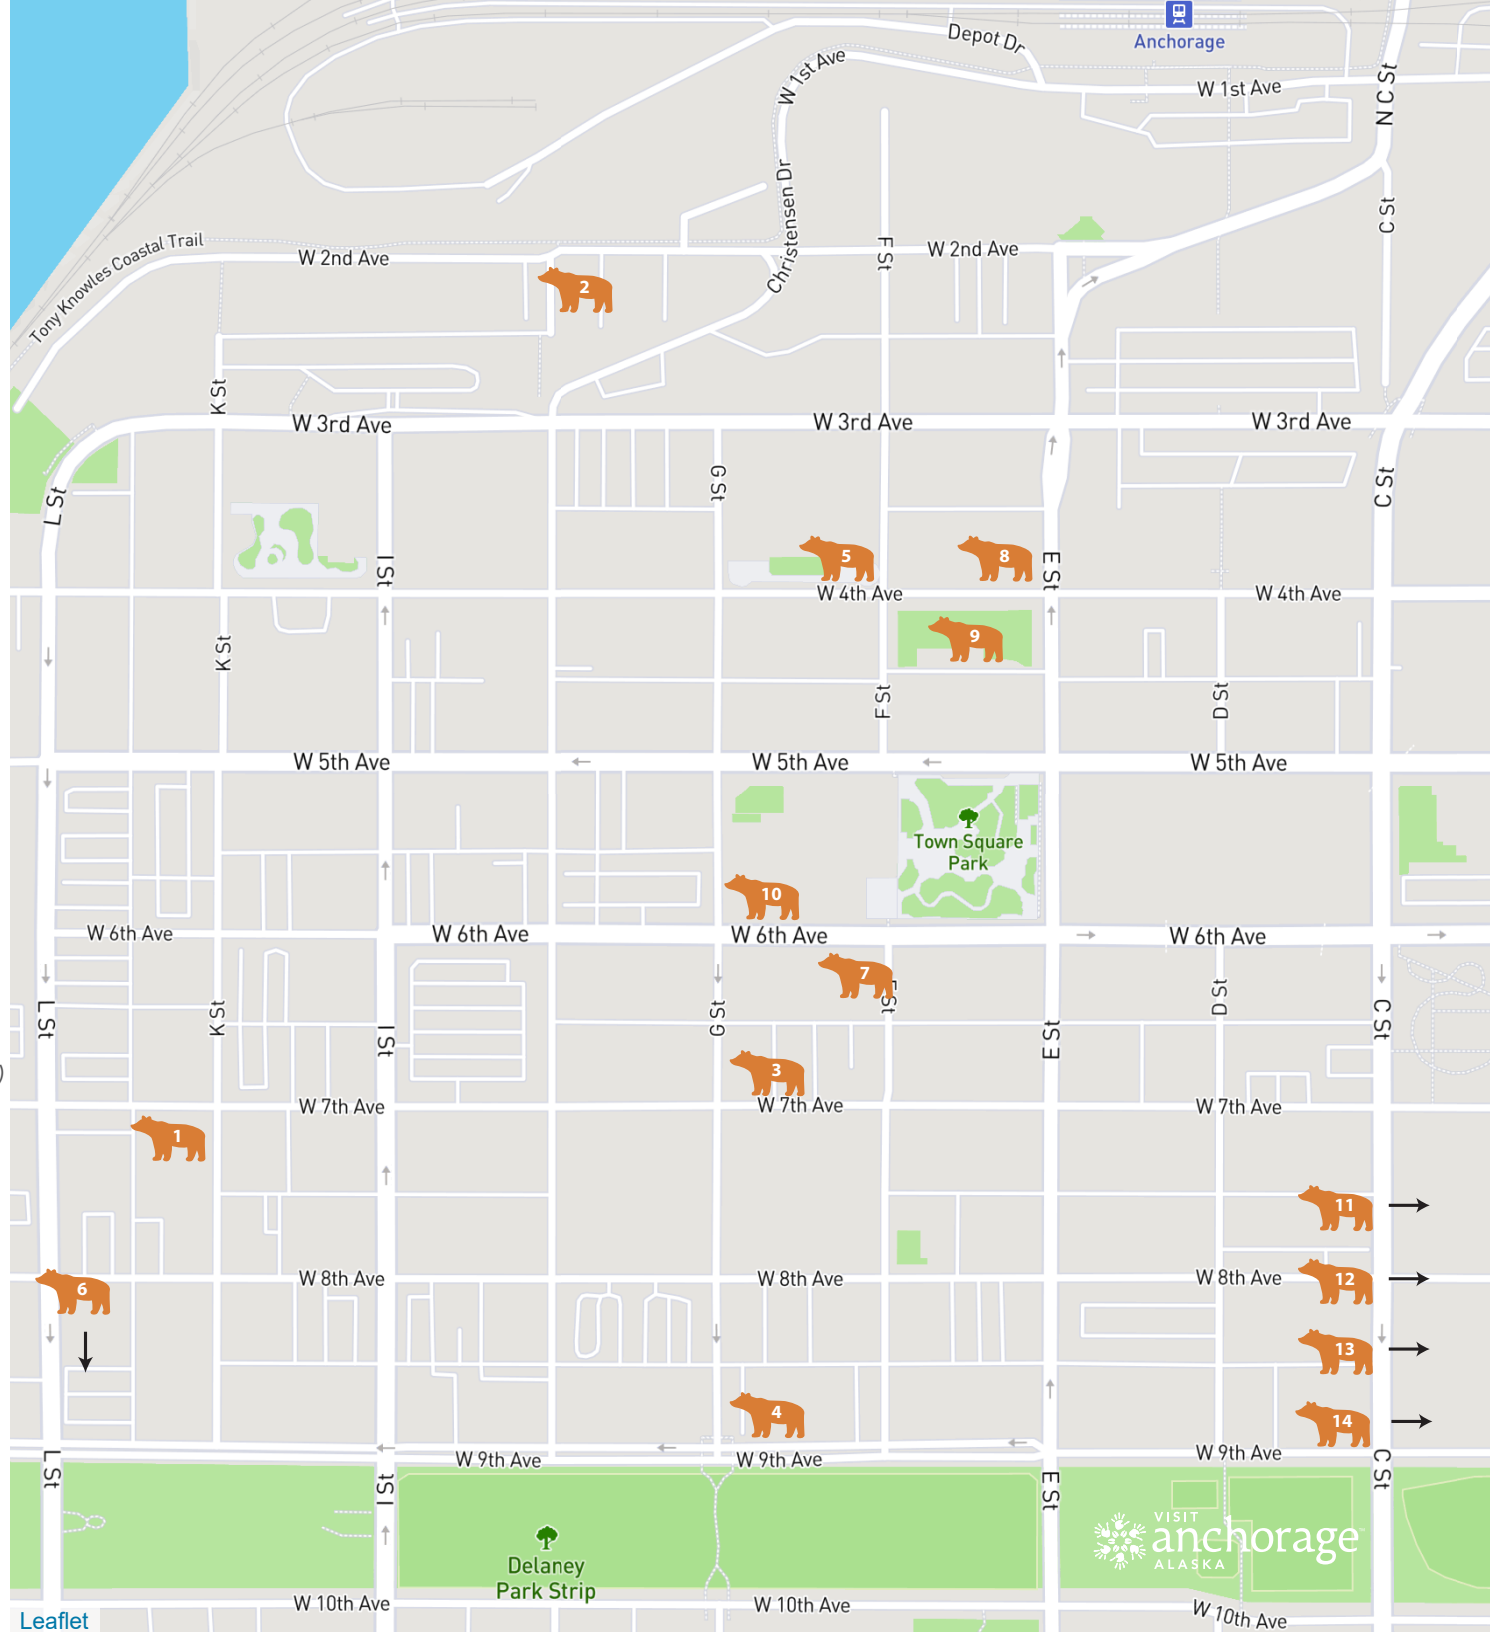 Anchorage
Depot Dr
W 1st Ave
W 1st Ave
N C St
Christensen Dr
C St
Tony Knowles Coastal Trail
W 2nd Ave
F St
W 2nd Ave
2
K St
W 3rd Ave
W 3rd Ave
W 3rd Ave
L St
G St
C St
I St
5
8
E St
W 4th Ave
W 4th Ave
K St
9
F St
D St
W 5th Ave
W 5th Ave
W 5th Ave
Town Square
Park
10
W 6th Ave
W 6th Ave
W 6th Ave
W 6th Ave
7
L St
K St
I St
G St
F St
E St
D St
C St
3
W 7th Ave
W 7th Ave
W 7th Ave
1
11
6
W 8th Ave
W 8th Ave
W 8th Ave
12
13
4
14
W 9th Ave
W 9th Ave
W 9th Ave
L St
I St
E St
C St
VISIT
anchorage
ALASKA
Delaney
Park Strip
W 10th Ave
W 10th Ave
W 10th Ave
Leaflet